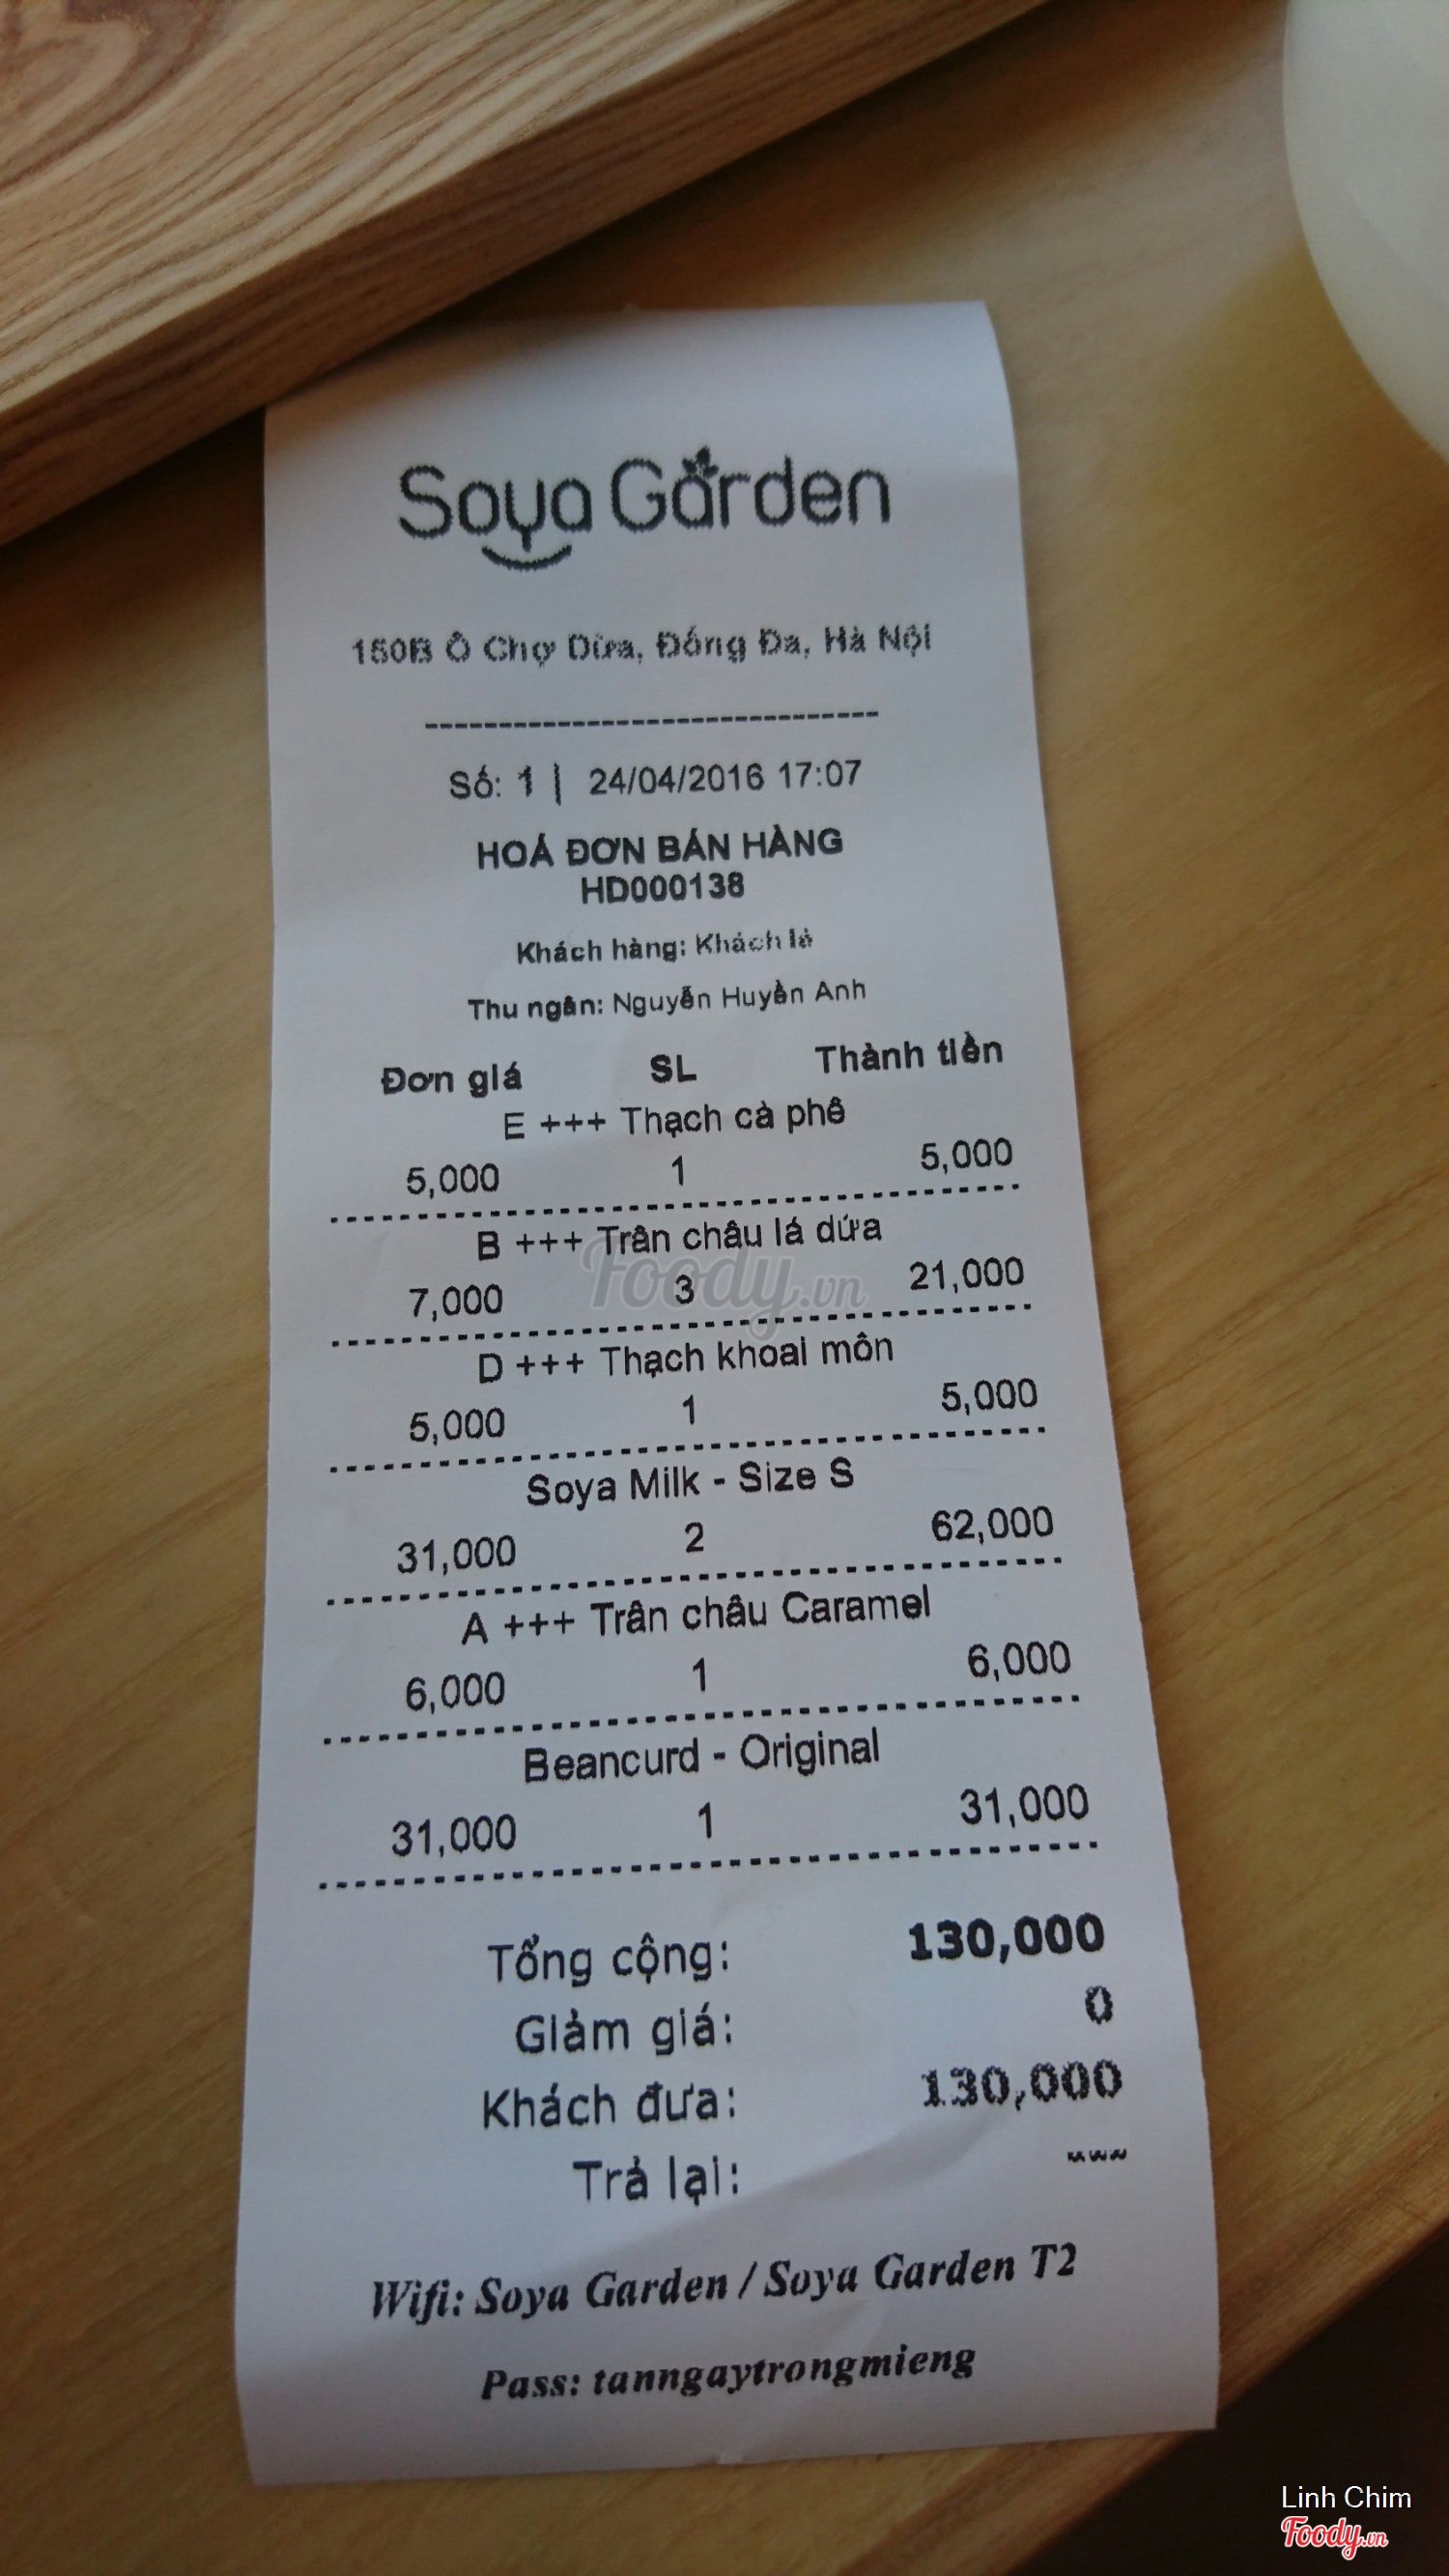 Soya Garden
150B Ô Chợ Dừa, Đống Đa, Hà Nội
Số: 1 | 24/04/2016 17:07
HOÁ ĐƠN BÁN HÀNG
HD000138
Khách hàng: Khách lẻ
Thu ngân: Nguyễn Huyền Anh
Đơn giá SL Thành tiền
E +++ Thạch cà phê
5,000 1 5,000
B +++ Trân châu lá dứa
7,000 3 21,000
Foody.vn
D +++ Thạch khoai môn
5,000 1 5,000
Soya Milk - Size S
31,000 2 62,000
A +++ Trân châu Caramel
6,000 1 6,000
Beancurd - Original
31,000 1 31,000
Tổng cộng: 130,000
Giảm giá: 0
Khách đưa: 130,000
Trả lại: ---
Wifi: Soya Garden / Soya Garden T2
Pass: tanngaytrongmieng
Linh Chim
Foody.vn